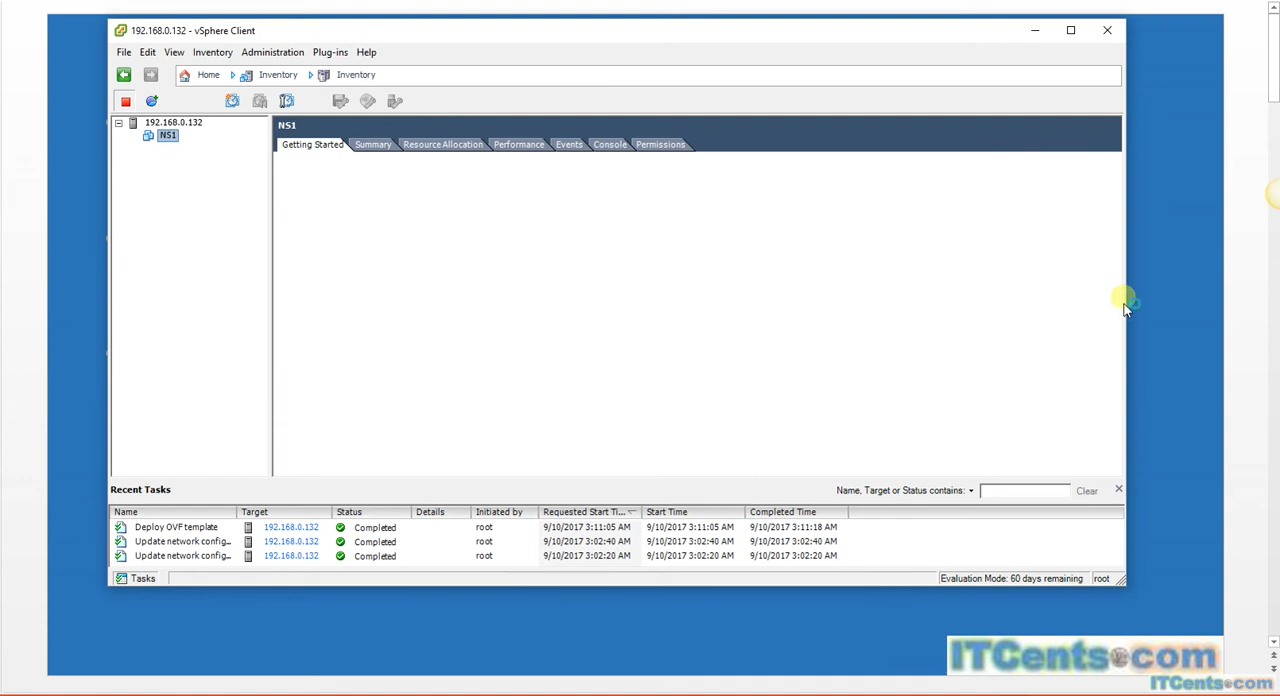 192.168.0.132 - vSphere Client
File Edit View Inventory Administration Plug-ins Help
Home Inventory Inventory
192.168.0.132
NS1
NS1
Getting Started Summary Resource Allocation Performance Events Console Permissions
Recent Tasks
Name, Target or Status contains: Clear
Name Target Status Details Initiated by Requested Start Ti... Start Time Completed Time
Deploy OVF template 192.168.0.132 Completed root 9/10/2017 3:11:05 AM 9/10/2017 3:11:05 AM 9/10/2017 3:11:18 AM
Update network config... 192.168.0.132 Completed root 9/10/2017 3:02:40 AM 9/10/2017 3:02:40 AM 9/10/2017 3:02:40 AM
Update network config... 192.168.0.132 Completed root 9/10/2017 3:02:20 AM 9/10/2017 3:02:20 AM 9/10/2017 3:02:20 AM
Tasks Evaluation Mode: 60 days remaining root
ITCents.com
ITCents.com